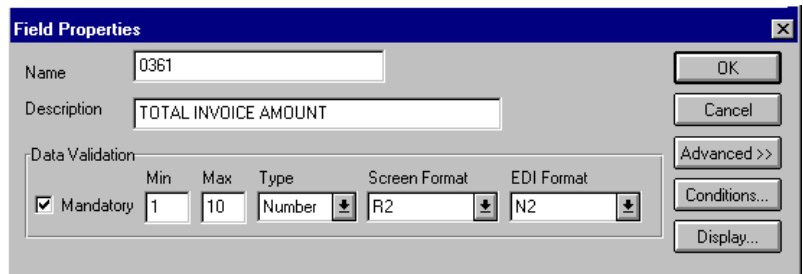 Field Properties
Name 0361 OK
Description TOTAL INVOICE AMOUNT Cancel
Data Validation Advanced >>
Min Max Type Screen Format EDI Format
Mandatory 1 10 Number R2 N2 Conditions...
Display...